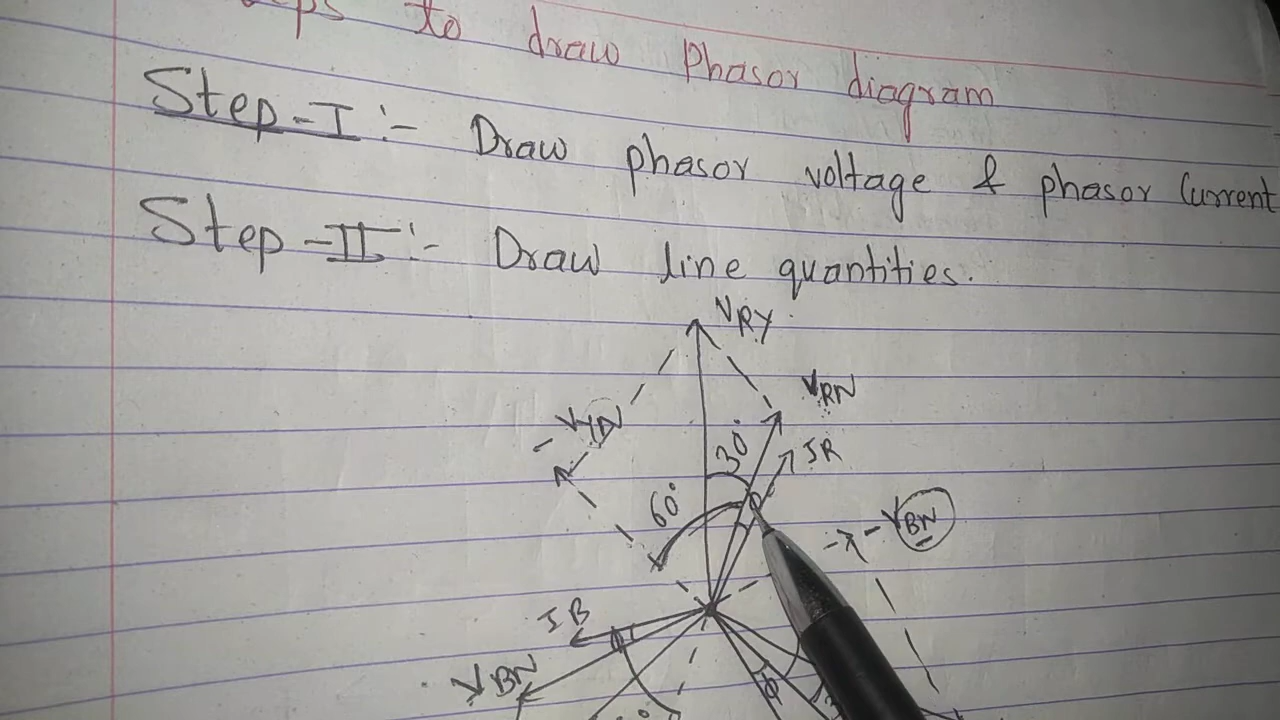 to draw Phasor diagram
Step-I :- Draw phasor voltage & phasor Current
Step-II :- Draw line quantities.
VRY
VRN
-VYN
30°
IR
60°
-VBN
IB
VBN
φ